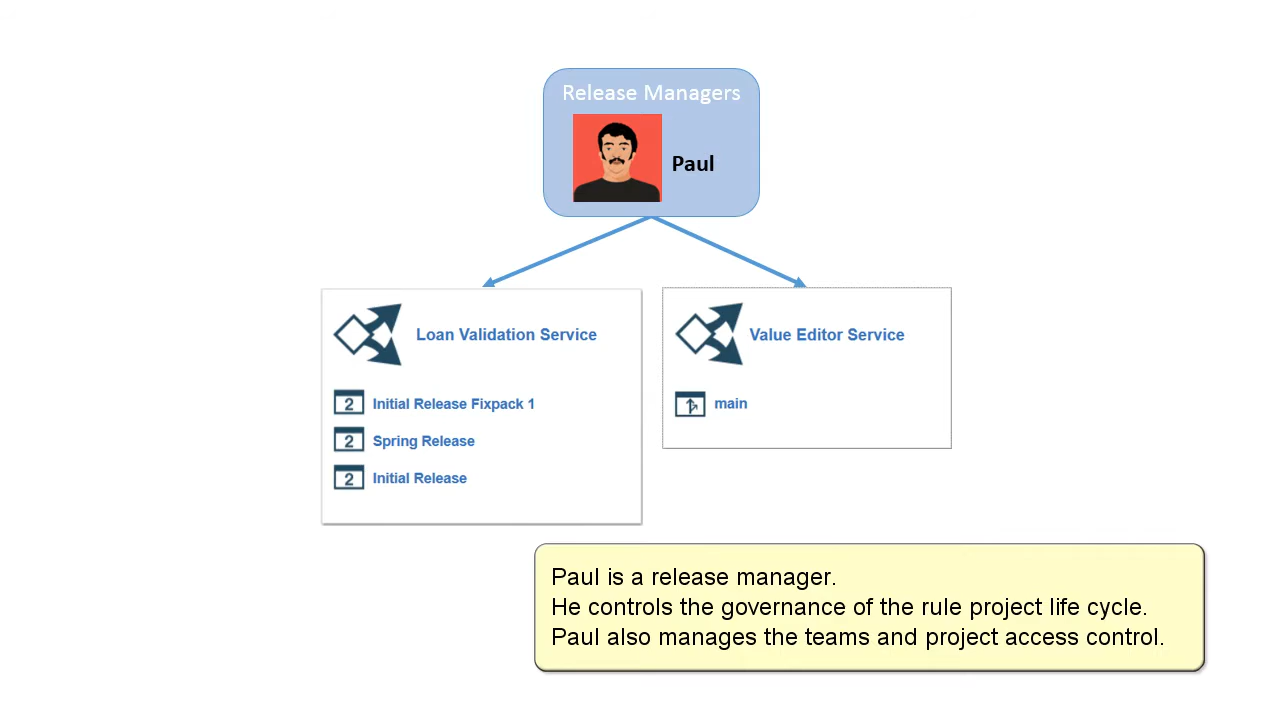 Release Managers
Paul
Loan Validation Service
2 Initial Release Fixpack 1
2 Spring Release
2 Initial Release
Value Editor Service
main
Paul is a release manager.
He controls the governance of the rule project life cycle.
Paul also manages the teams and project access control.